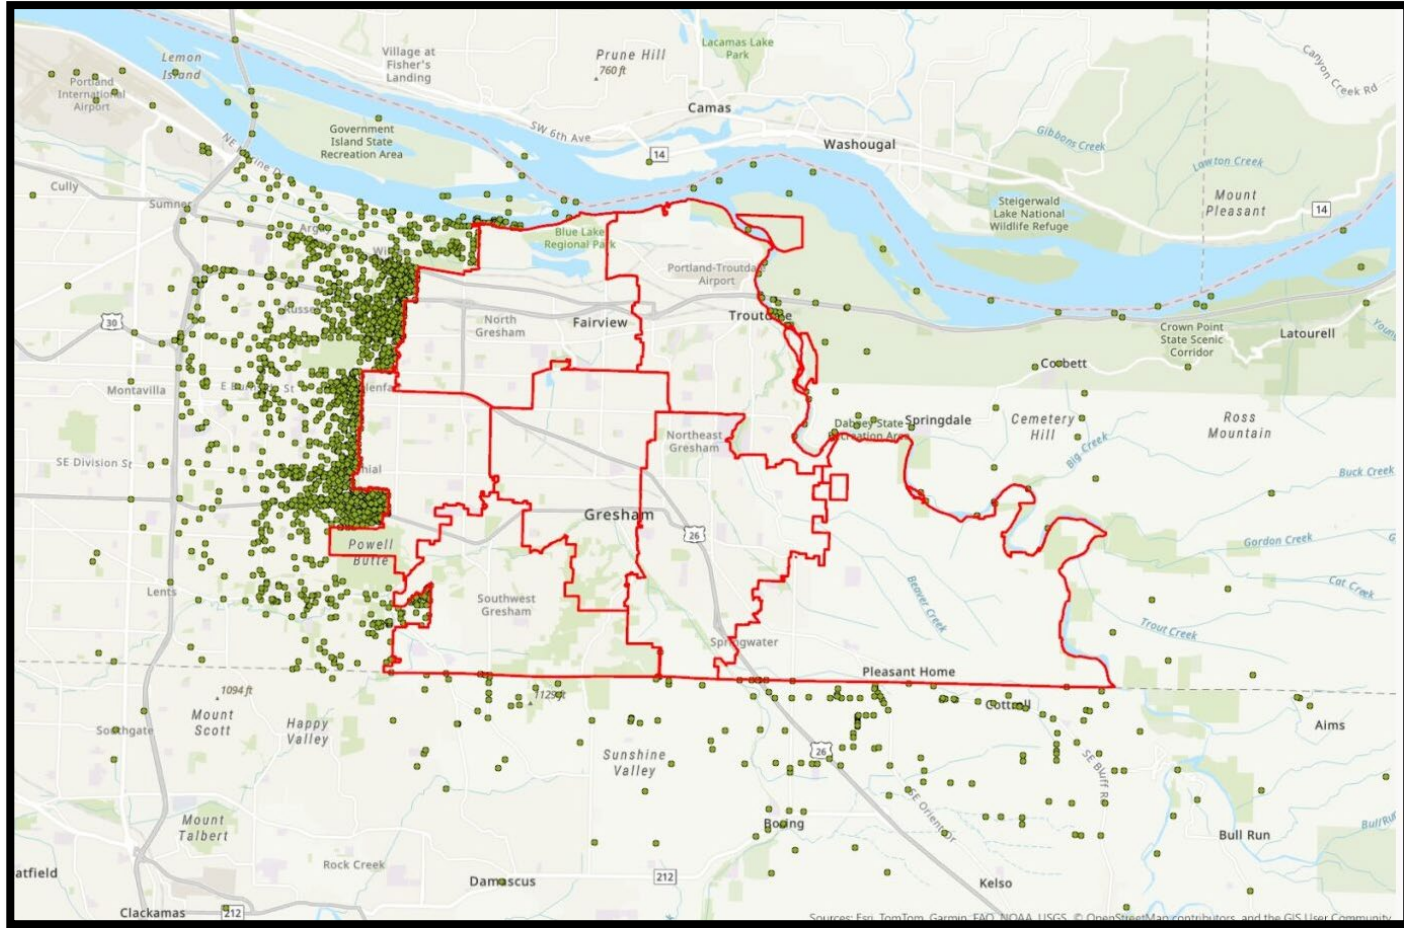 Lemon
Island
Village at
Fisher's
Landing
Prune Hill
760 ft
Lacamas Lake
Park
Canyon Creek Rd
Portland
International
Airport
Camas
SW 6th Ave
Government
Island State
Recreation Area
14
Washougal
Gibbons Creek
Lawton Creek
Cully
Sumner
Mount
Pleasant
14
Steigerwald
Lake National
Wildlife Refuge
Blue Lake
Regional Park
Portland-Troutdale
Airport
30
North
Gresham
Fairview
Troutdale
Crown Point
State Scenic
Corridor
Latourell
Corbett
Montavilla
Dabney State
Recreation Area
Springdale
Cemetery
Hill
Ross
Mountain
Northeast
Gresham
Big Creek
SE Division St
Buck Creek
Gresham
26
Gordon Creek
Powell
Butte
Lents
Southwest
Gresham
Beaver Creek
Cat Creek
Trout Creek
Springwater
Pleasant Home
1094 ft
1129 ft
Mount
Scott
Happy
Valley
Cottrell
Southgate
Aims
Sunshine
Valley
26
SE Bluff Rd
SE Orient Dr
Mount
Talbert
Boring
Bull Run
Rock Creek
atfield
Damascus
212
Kelso
Clackamas
212
Sources: Esri, TomTom, Garmin, FAO, NOAA, USGS, © OpenStreetMap contributors, and the GIS User Community